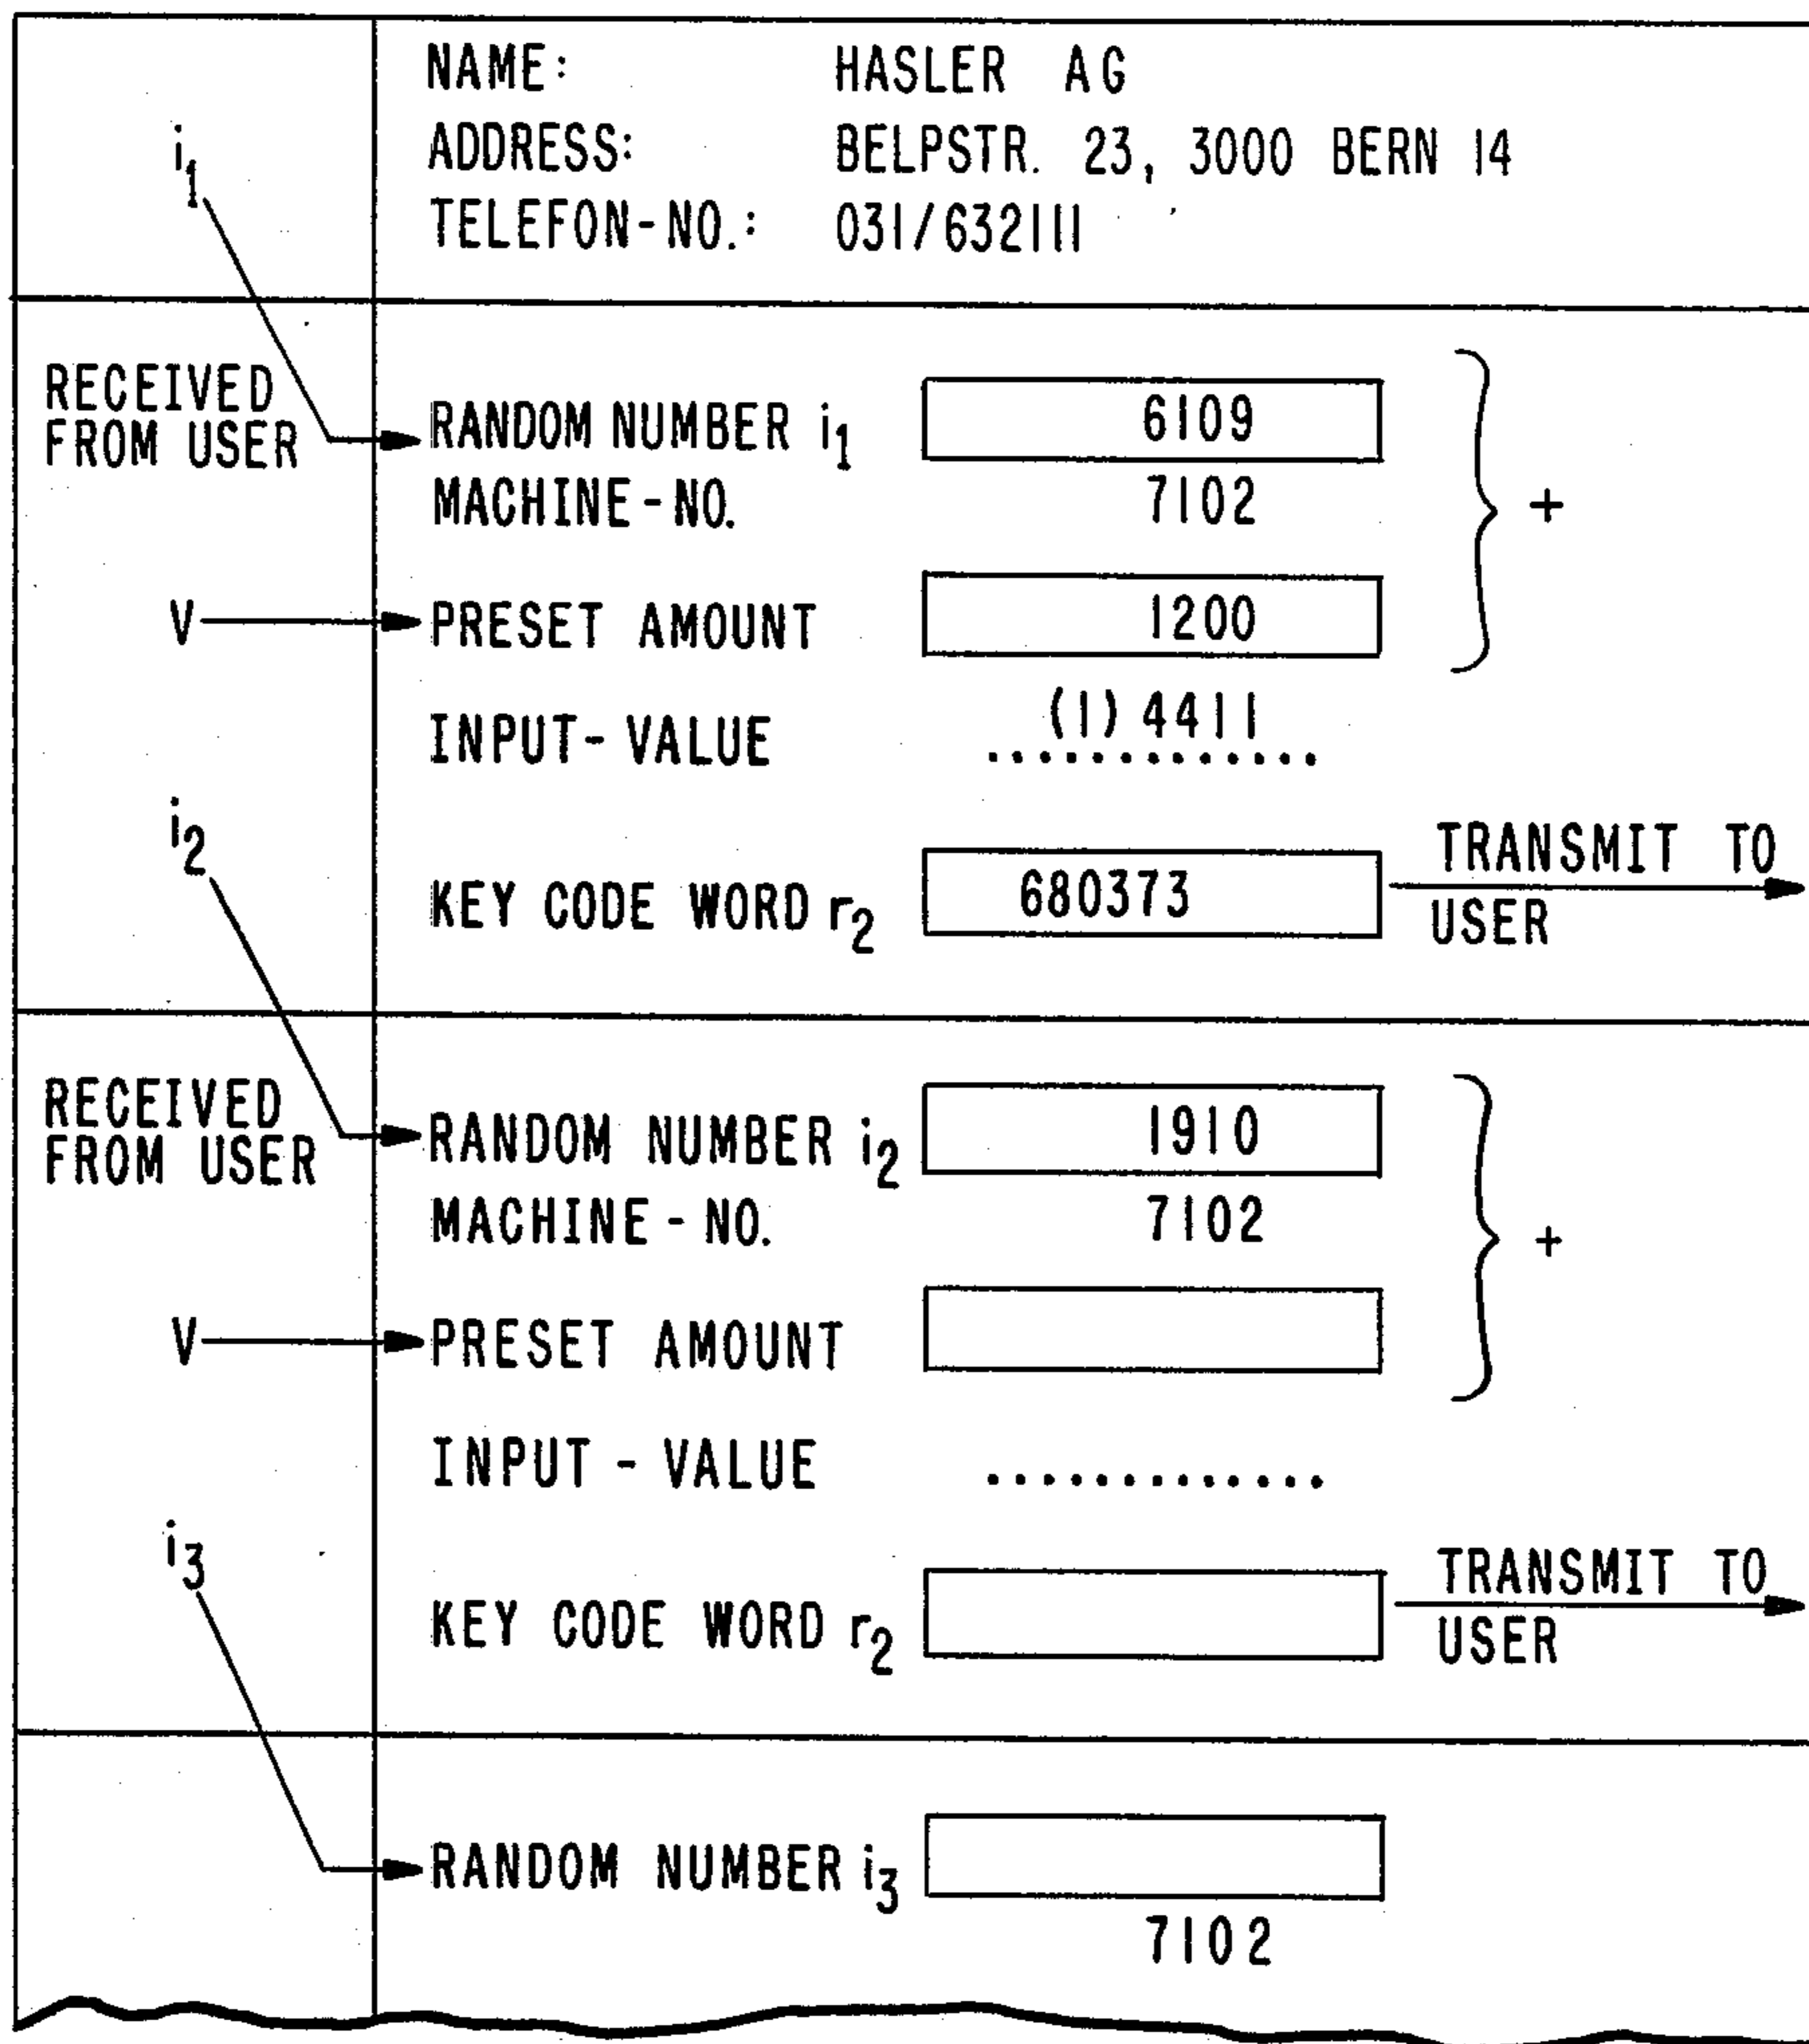 NAME: HASLER AG
i1
ADDRESS: BELPSTR. 23, 3000 BERN 14
TELEFON-NO.: 031/632111
RECEIVED
FROM USER
RANDOM NUMBER i1 6109
MACHINE-NO. 7102
+
V PRESET AMOUNT 1200
INPUT-VALUE (1) 4411
.............
i2
KEY CODE WORD r2 680373
TRANSMIT TO
USER
RECEIVED
FROM USER
RANDOM NUMBER i2 1910
MACHINE-NO. 7102
+
V PRESET AMOUNT
INPUT-VALUE .............
i3
KEY CODE WORD r2
TRANSMIT TO
USER
RANDOM NUMBER i3
7102